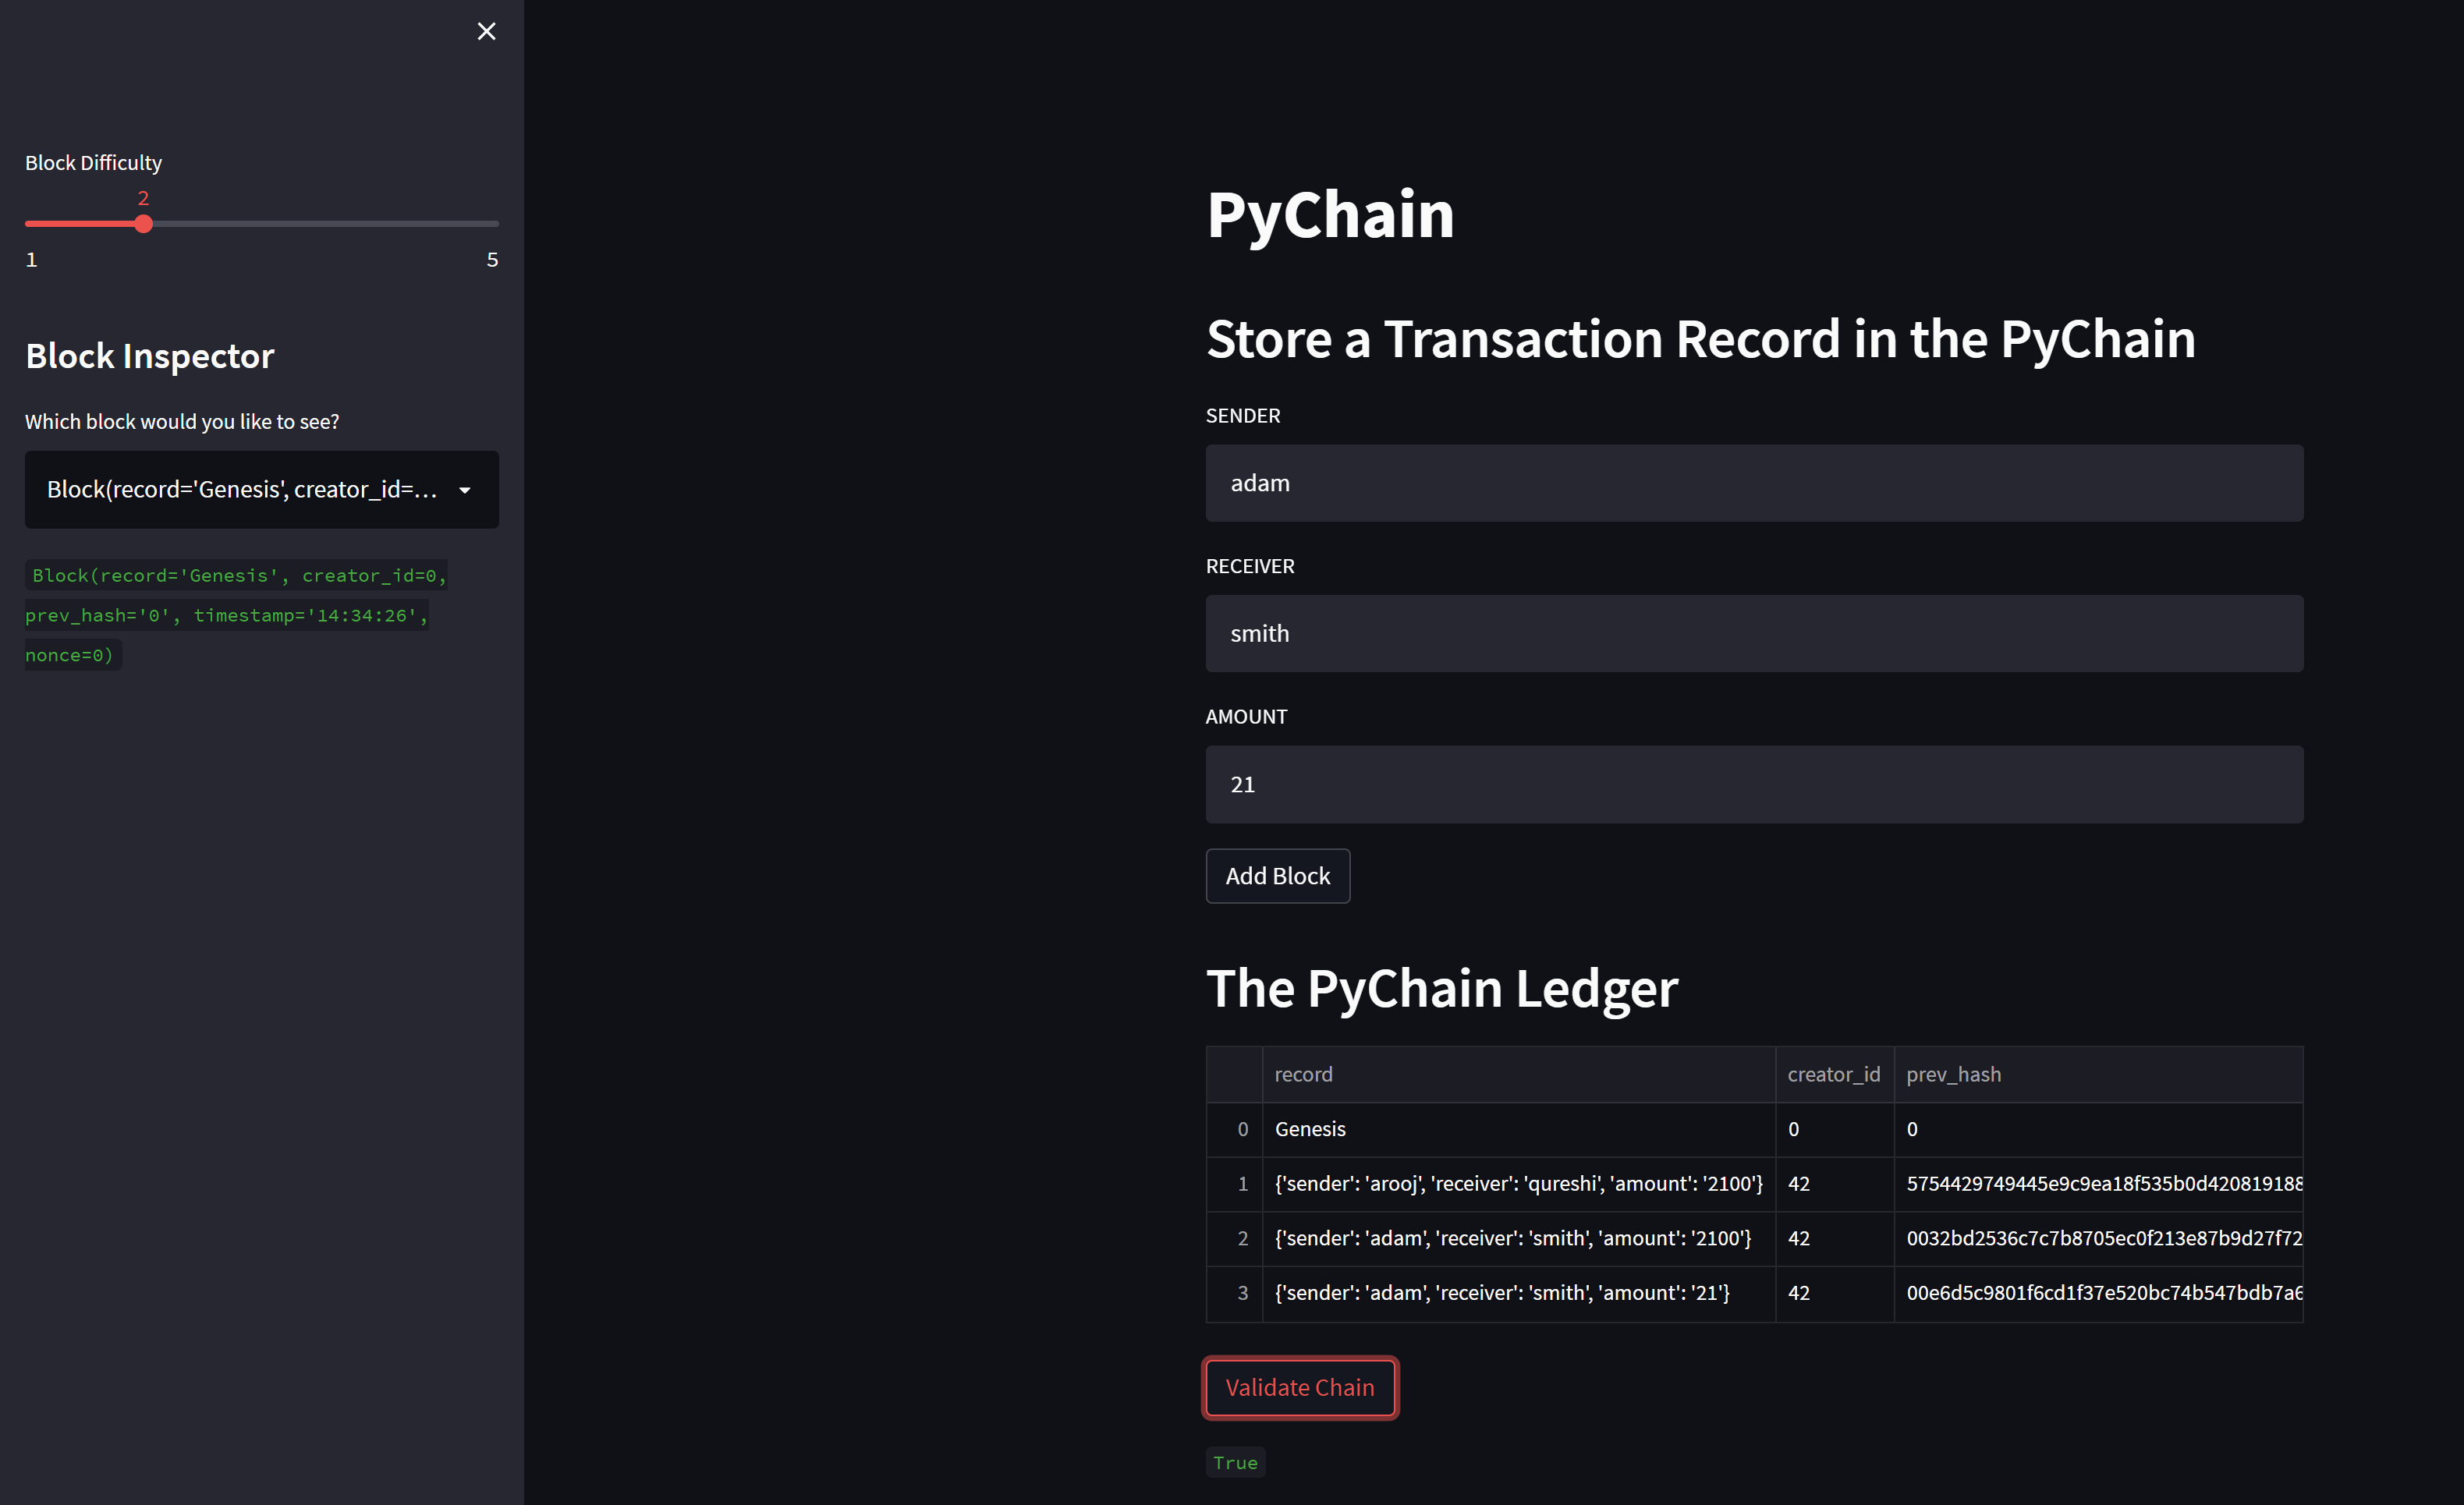 Block Difficulty
2
1 5
Block Inspector
Which block would you like to see?
Block(record='Genesis', creator_id=...
Block(record='Genesis', creator_id=0,
prev_hash='0', timestamp='14:34:26',
nonce=0)
PyChain
Store a Transaction Record in the PyChain
SENDER
adam
RECEIVER
smith
AMOUNT
21
Add Block
The PyChain Ledger
record creator_id prev_hash
0 Genesis 0 0
1 {'sender': 'arooj', 'receiver': 'qureshi', 'amount': '2100'} 42 5754429749445e9c9ea18f535b0d420819188
2 {'sender': 'adam', 'receiver': 'smith', 'amount': '2100'} 42 0032bd2536c7c7b8705ec0f213e87b9d27f72
3 {'sender': 'adam', 'receiver': 'smith', 'amount': '21'} 42 00e6d5c9801f6cd1f37e520bc74b547bdb7a6
Validate Chain
True